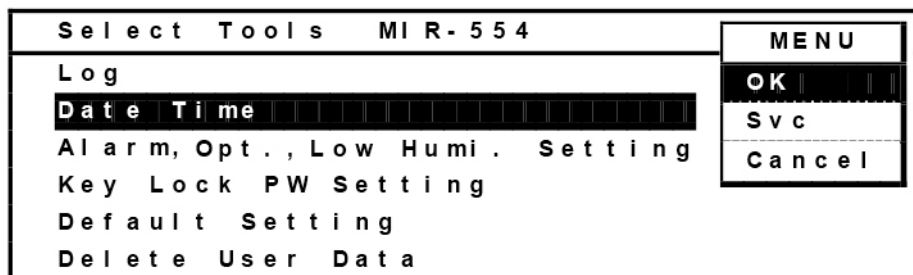 Select Tools MIR-554
MENU
Log
OK
Date Time
Svc
Alarm, Opt., Low Humi. Setting
Cancel
Key Lock PW Setting
Default Setting
Delete User Data